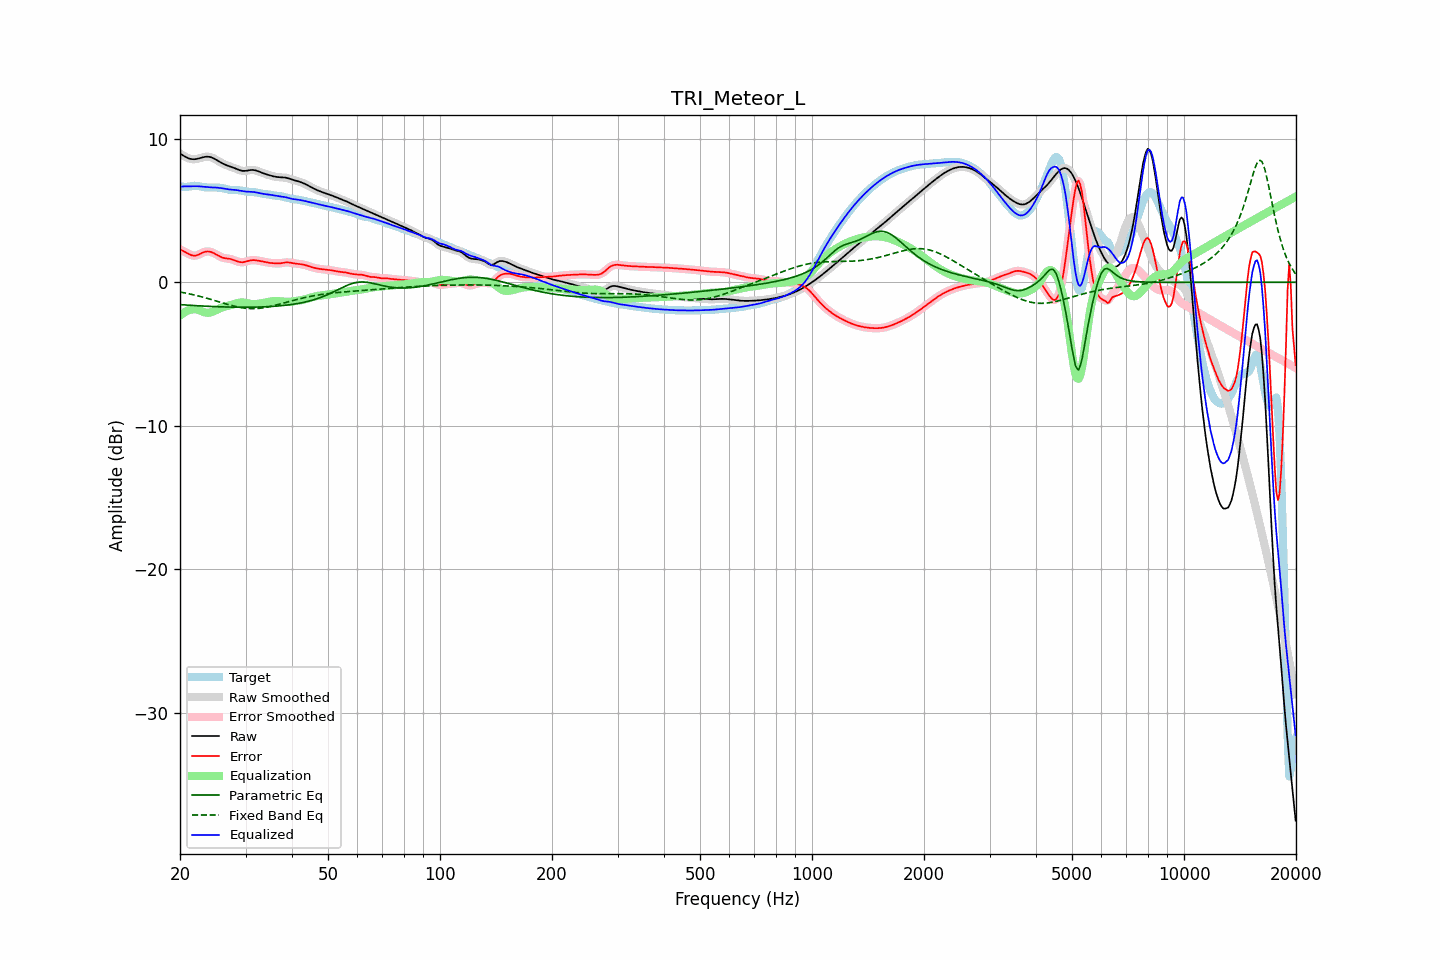 TRI_Meteor_L
Amplitude (dBr)
10
0
−10
−20
−30
Target
Raw Smoothed
Error Smoothed
Raw
Error
Equalization
Parametric Eq
Fixed Band Eq
Equalized
20 50 100 200 500 1000 2000 5000 10000 20000
Frequency (Hz)